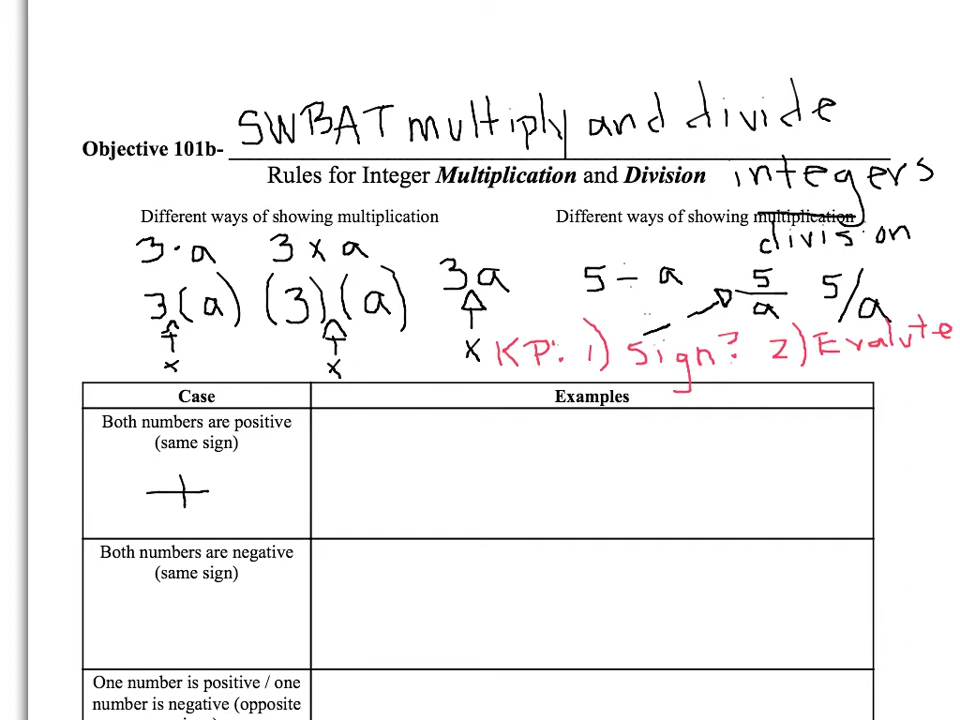 SWBAT multiply and divide
Objective 101b-
Rules for Integer Multiplication and Division integers
Different ways of showing multiplication
Different ways of showing multiplication
division
3 · a 3 x a
3(a) (3)(a) 3a 5 ÷ a 5/a 5/a
x x x
KP: 1) Sign? 2) Evalute
Case Examples
Both numbers are positive
(same sign)
+
Both numbers are negative
(same sign)
One number is positive / one
number is negative (opposite